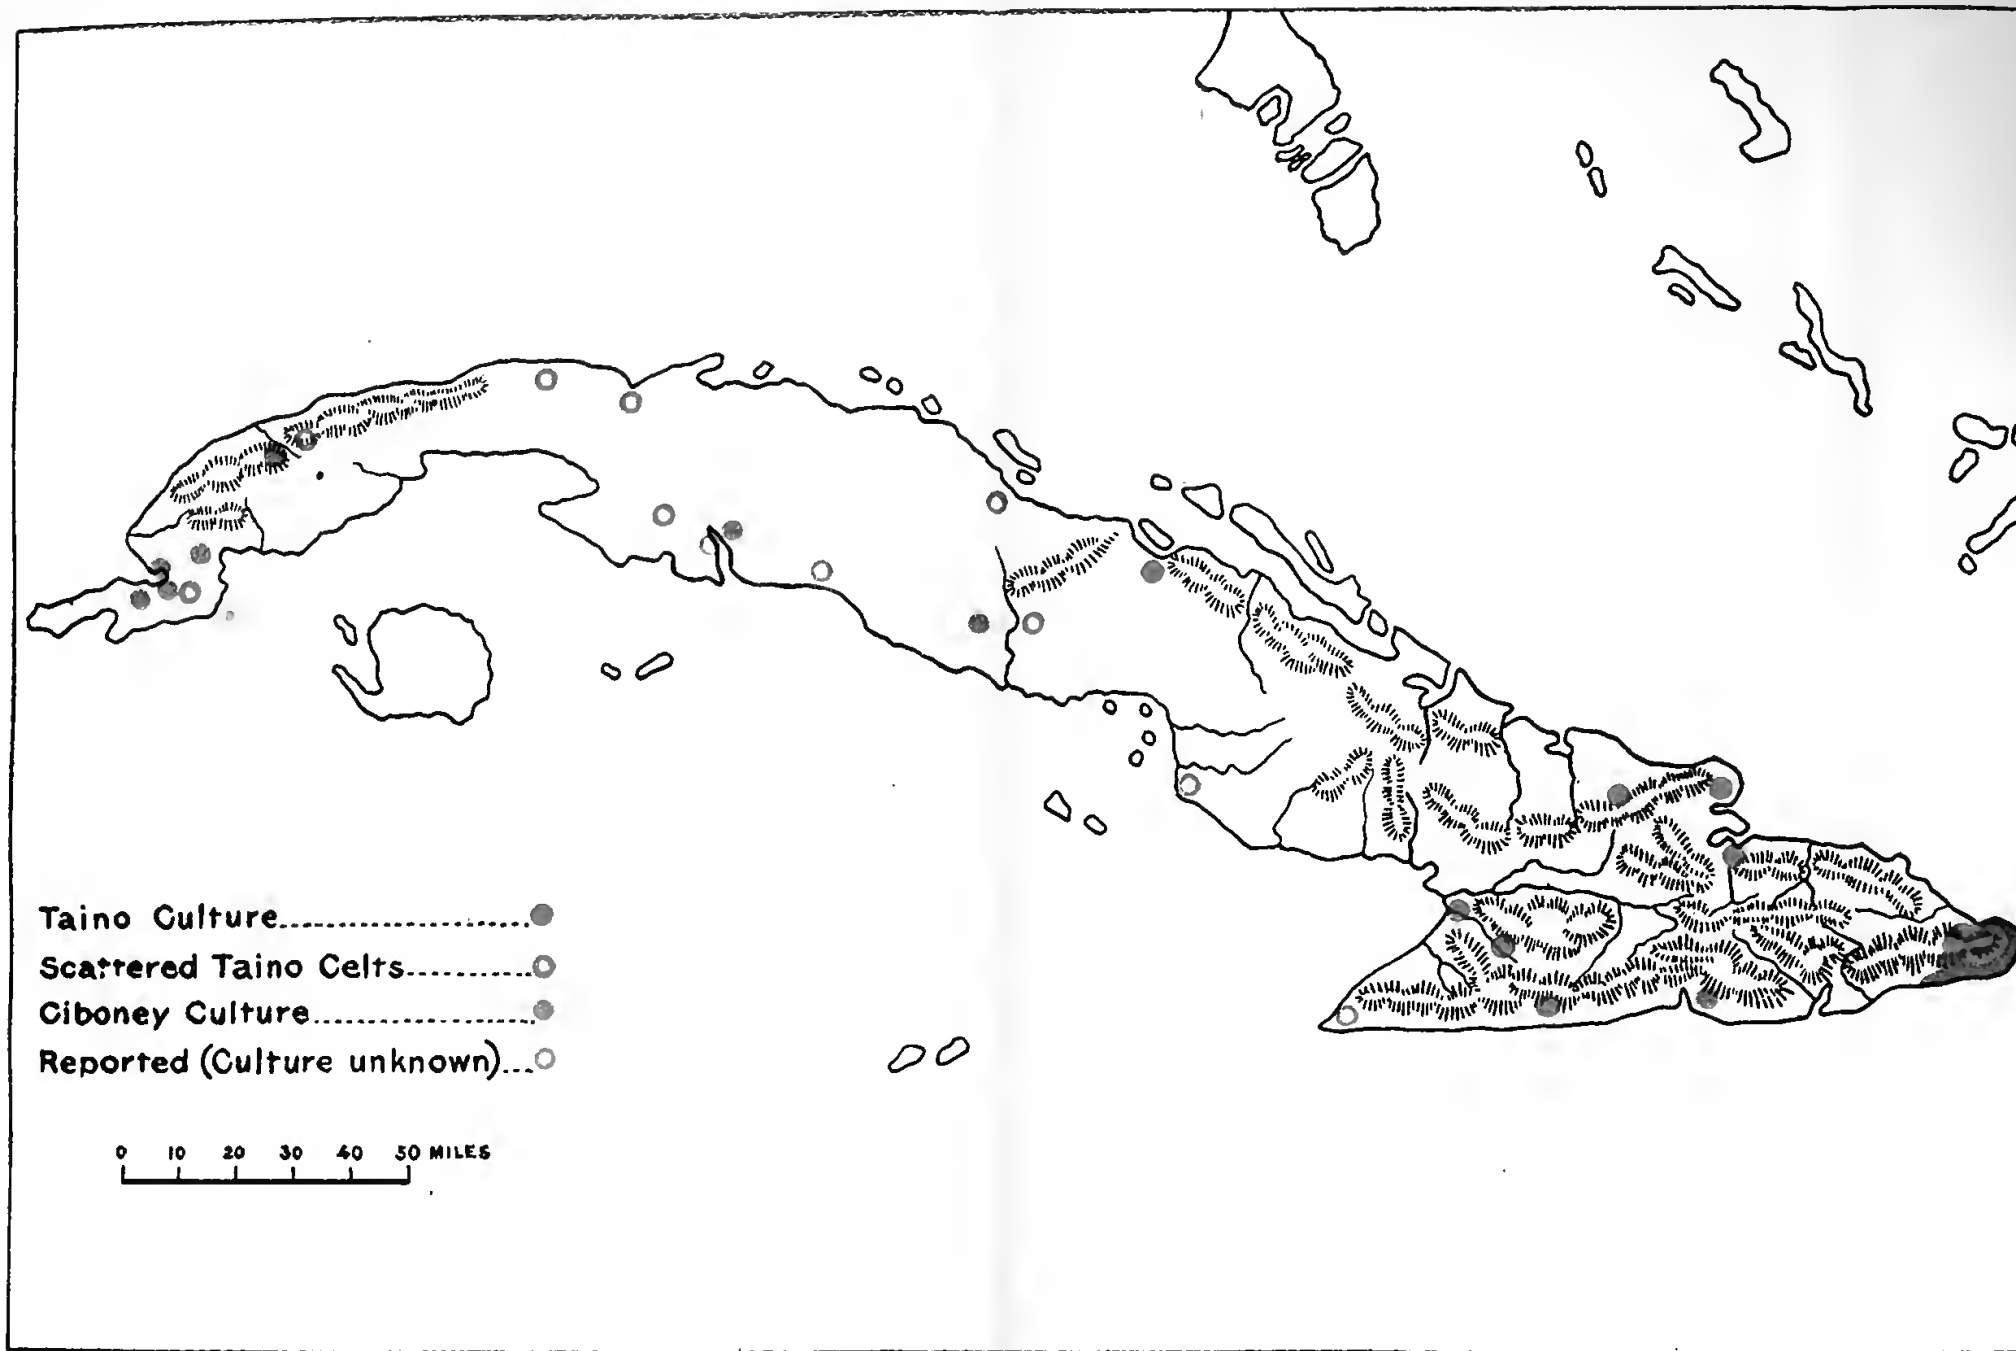 Taino Culture......................
Scattered Taino Celts...........
Ciboney Culture....................
Reported (Culture unknown)...
0 10 20 30 40 50 MILES